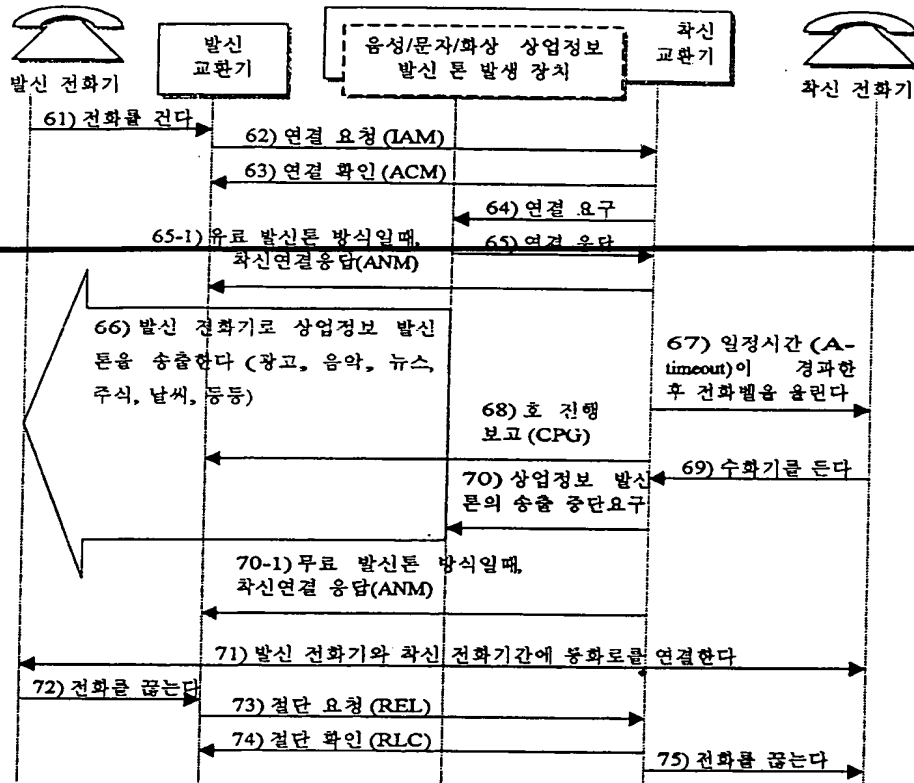 발신 전화기
발신
교환기
음성/문자/화상 상업정보
발신 톤 발생 장치
착신
교환기
착신 전화기
61) 전화를 건다
62) 연결 요청(IAM)
63) 연결 확인(ACM)
64) 연결 요구
65-1) 유료 발신톤 방식일때,
착신연결응답(ANM)
65) 연결 응답
66) 발신 전화기로 상업정보 발신
톤을 송출한다 (광고, 음악, 뉴스,
주식, 날씨, 등등)
67) 일정시간 (A-
timeout)이 경과한
후 전화벨을 울린다
68) 호 진행
보고(CPG)
69) 수화기를 든다
70) 상업정보 발신
톤의 송출 중단요구
70-1) 무료 발신톤 방식일때,
착신연결 응답(ANM)
71) 발신 전화기와 착신 전화기간에 통화로를 연결한다
72) 전화를 끊는다
73) 절단 요청(REL)
74) 절단 확인(RLC)
75) 전화를 끊는다